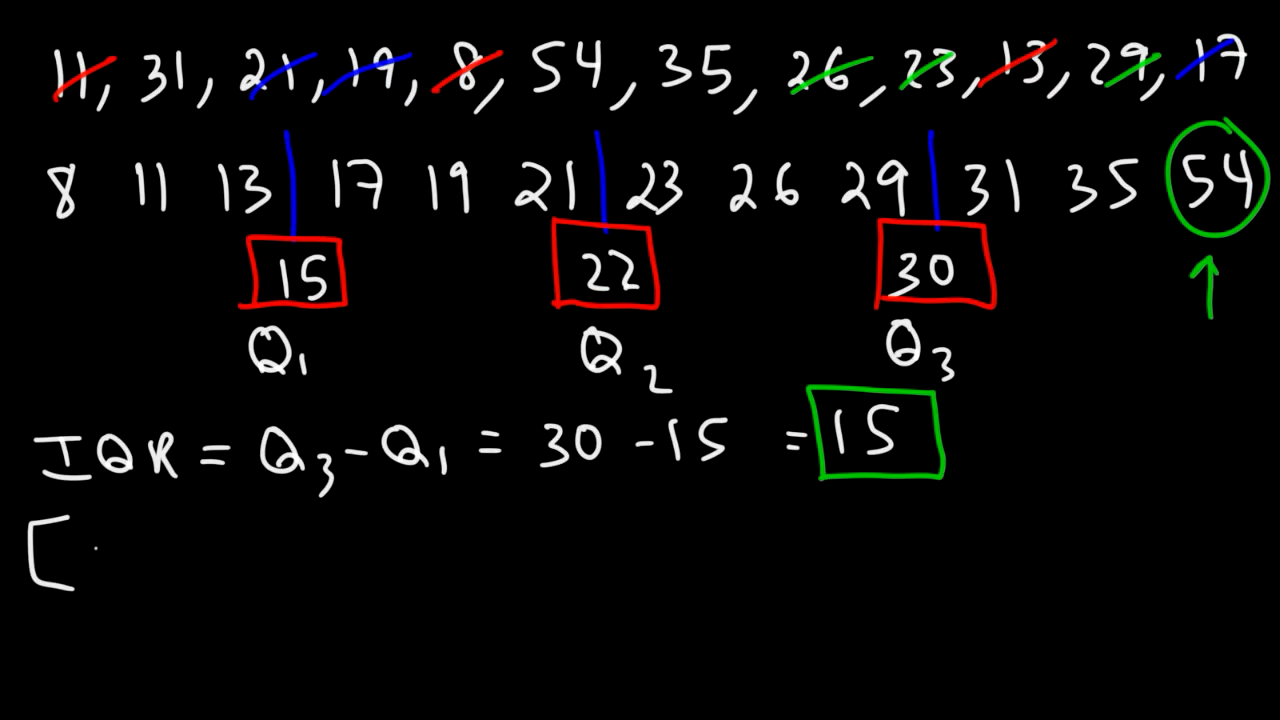 11, 31, 21, 19, 8, 54, 35, 26, 23, 13, 29, 17
8 11 13 17 19 21 23 26 29 31 35 54
15 22 30
Q1 Q2 Q3
IQR = Q3 - Q1 = 30 - 15 = 15
[